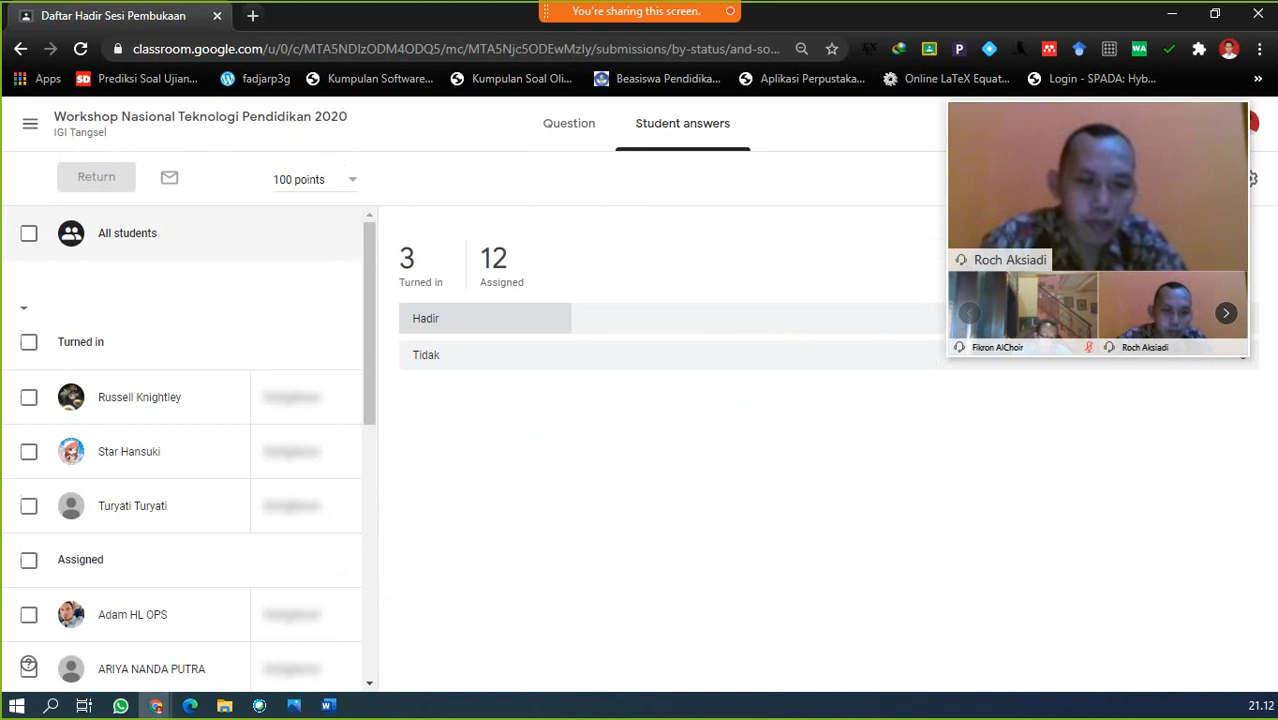 Daftar Hadir Sesi Pembukaan
You're sharing this screen.
classroom.google.com/u/0/c/MTA5NDIzODM4ODQ5/mc/MTA5Njc5ODEwMzIy/submissions/by-status/and-so...
Apps
Prediksi Soal Ujian...
fadjarp3g
Kumpulan Software...
Kumpulan Soal Oli...
Beasiswa Pendidika...
Aplikasi Perpustaka...
Online LaTeX Equat...
Login - SPADA: Hyb...
Workshop Nasional Teknologi Pendidikan 2020
IGI Tangsel
Question
Student answers
Return
100 points
All students
3
12
Turned in
Assigned
Hadir
Tidak
Roch Aksiadi
Fikron AlChoir
Roch Aksiadi
Turned in
Russell Knightley
Star Hansuki
Turyati Turyati
Assigned
Adam HL OPS
ARIYA NANDA PUTRA
21.12